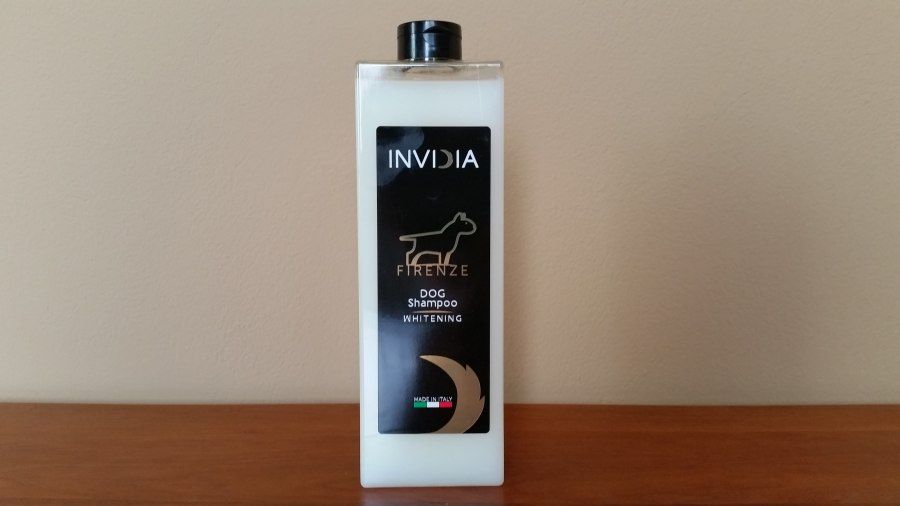 INVIDIA
FIRENZE
DOG
Shampoo
WHITENING
MADE IN ITALY